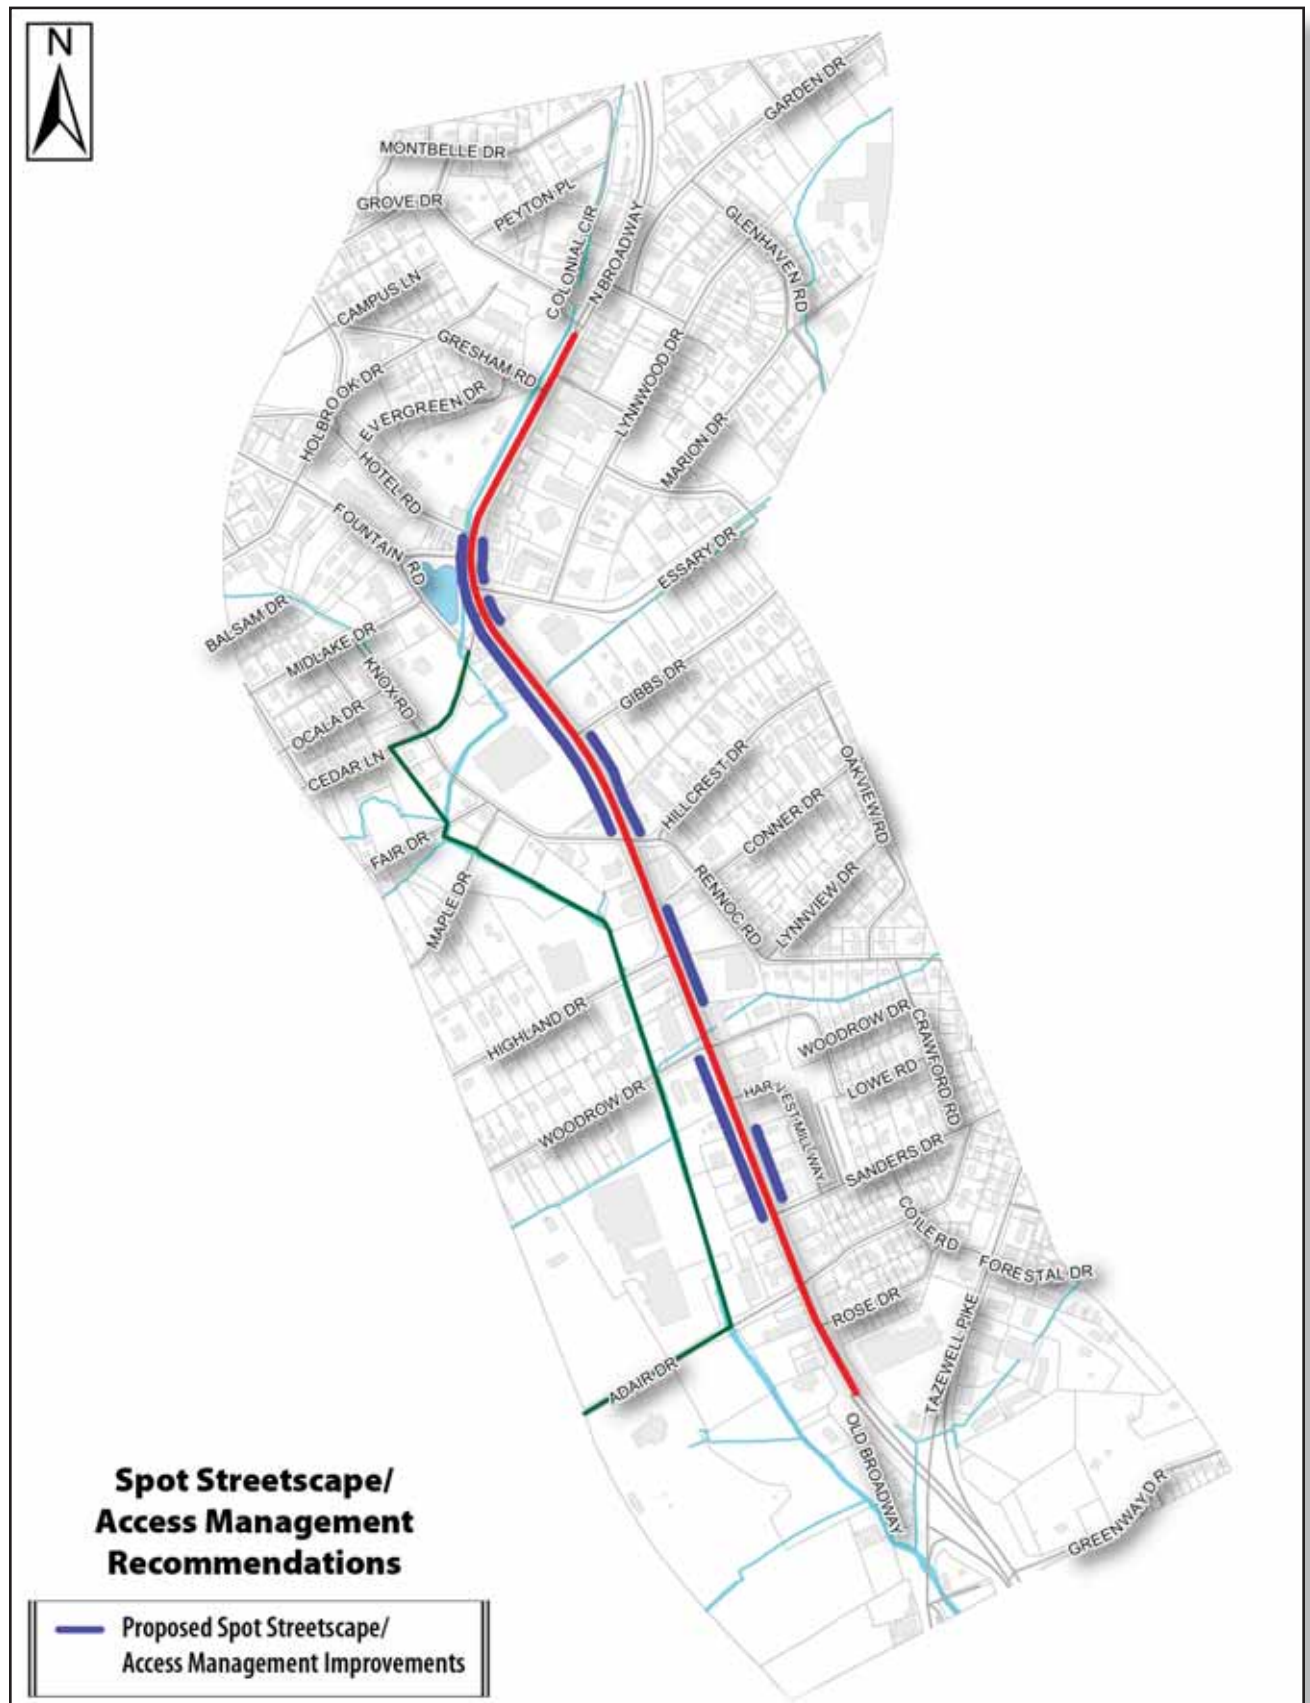 N
GARDEN DR
MONTBELLE DR
GROVE DR
PEYTON PL
COLONIAL CIR
N BROADWAY
GLENHAVEN RD
CAMPUS LN
GRESHAM RD
LYNNWOOD DR
HOLBROOK DR
EVERGREEN DR
MARION DR
HOTEL RD
FOUNTAIN RD
ESSARY DR
BALSAM DR
MIDLAKE DR
KNOX RD
GIBBS DR
OCALA DR
CEDAR LN
HILLCREST DR
OAKVIEW RD
CONNER DR
FAIR DR
MAPLE DR
RENNOC RD
LYNNVIEW DR
HIGHLAND DR
WOODROW DR
CRAWFORD RD
LOWE RD
HARVEST MILL WAY
WOODROW DR
SANDERS DR
COILE RD
FORESTAL DR
ROSE DR
TAZEWELL PIKE
ADAIR DR
OLD BROADWAY
GREENWAY DR
Spot Streetscape/
Access Management
Recommendations
Proposed Spot Streetscape/
Access Management Improvements